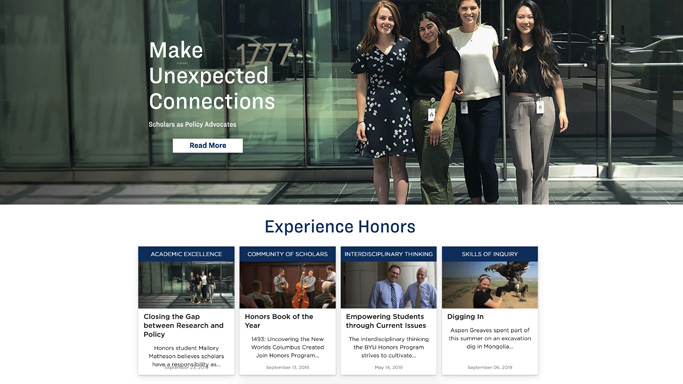 Make
1777
Unexpected
Connections
Scholars as Policy Advocates
Read More
Experience Honors
ACADEMIC EXCELLENCE
COMMUNITY OF SCHOLARS
INTERDISCIPLINARY THINKING
SKILLS OF INQUIRY
Closing the Gap
between Research and
Policy
Honors student Mallory
Matheson believes scholars
have a responsibility as...
Honors Book of the
Year
1493: Uncovering the New
Worlds Columbus Created
Join Honors Program...
September 13, 2019
Empowering Students
through Current Issues
The interdisciplinary thinking
the BYU Honors Program
strives to cultivate...
May 14, 2019
Digging In
Aspen Greaves spent part of
this summer on an excavation
dig in Mongolia...
September 06, 2019